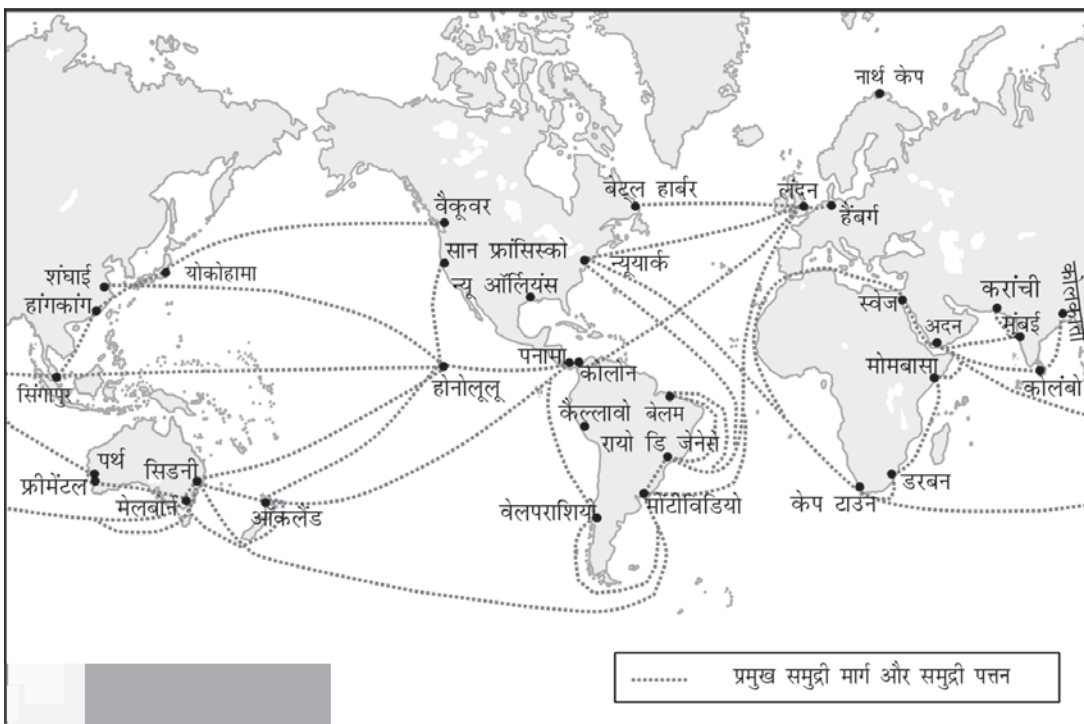 नार्थ केप
बेट्ल हार्बर
लंदन
हैंबर्ग
वैकूवर
सान फ्रांसिस्को
न्यूयार्क
न्यू ऑर्लियंस
शंघाई
योकोहामा
हांगकांग
स्वेज
करांची
कोलकाता
अदन
मुंबई
पनामा
कोलोन
मोमबासा
कोलंबो
सिंगापुर
होनोलूलू
कैल्लाबो
बेलम
रायो डि जेनेरो
पर्थ
सिडनी
फ्रीमेंटल
डरबन
मेलबोर्न
ऑकलैंड
वेलपराशियो
मोंटीविडियो
केप टाउन
प्रमुख समुद्री मार्ग और समुद्री पत्तन